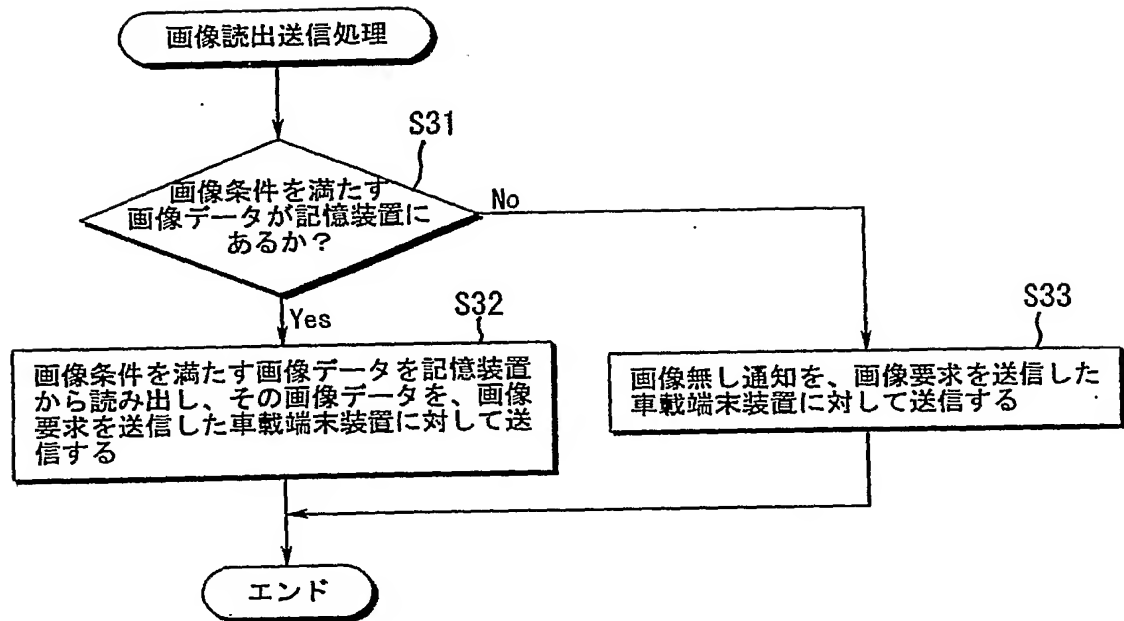 画像読出送信処理
S31
画像条件を満たす
画像データが記憶装置に
あるか？
No
Yes
S32
画像条件を満たす画像データを記憶装置
から読み出し、その画像データを、画像
要求を送信した車載端末装置に対して送
信する
S33
画像無し通知を、画像要求を送信した
車載端末装置に対して送信する
エンド